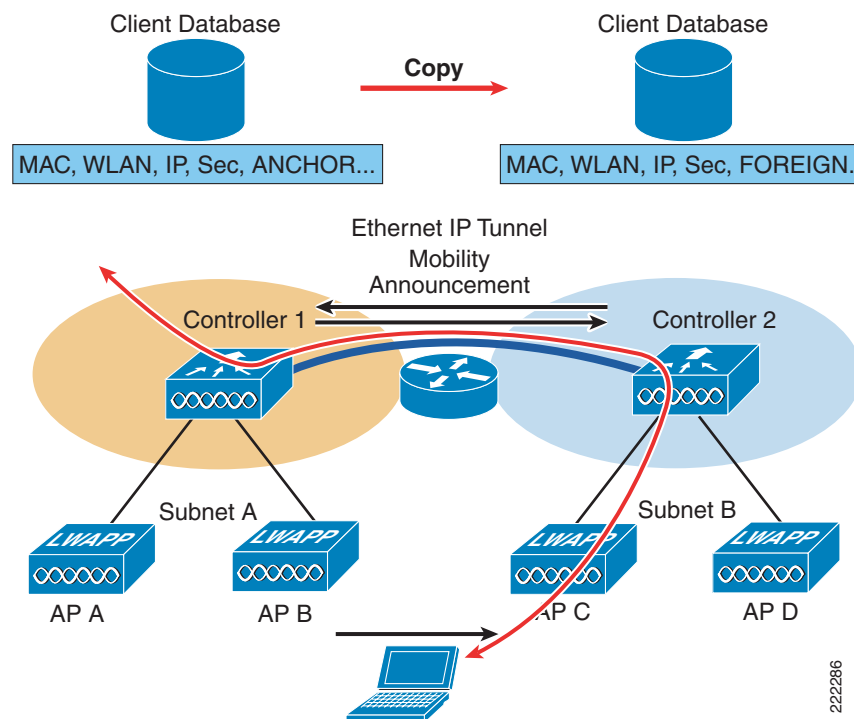 Client Database
Client Database
Copy
MAC, WLAN, IP, Sec, ANCHOR...
MAC, WLAN, IP, Sec, FOREIGN.
Ethernet IP Tunnel
Mobility
Announcement
Controller 1
Controller 2
Subnet A
Subnet B
LWAPP
LWAPP
LWAPP
LWAPP
AP A
AP B
AP C
AP D
222286